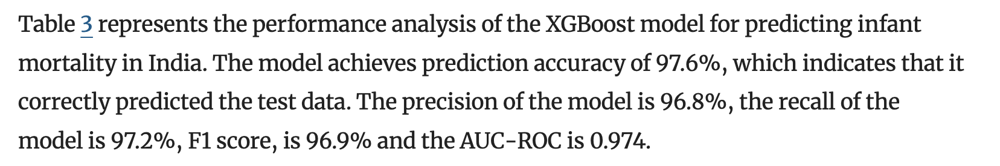 Table 3 represents the performance analysis of the XGBoost model for predicting infant
mortality in India. The model achieves prediction accuracy of 97.6%, which indicates that it
correctly predicted the test data. The precision of the model is 96.8%, the recall of the
model is 97.2%, F1 score, is 96.9% and the AUC-ROC is 0.974.